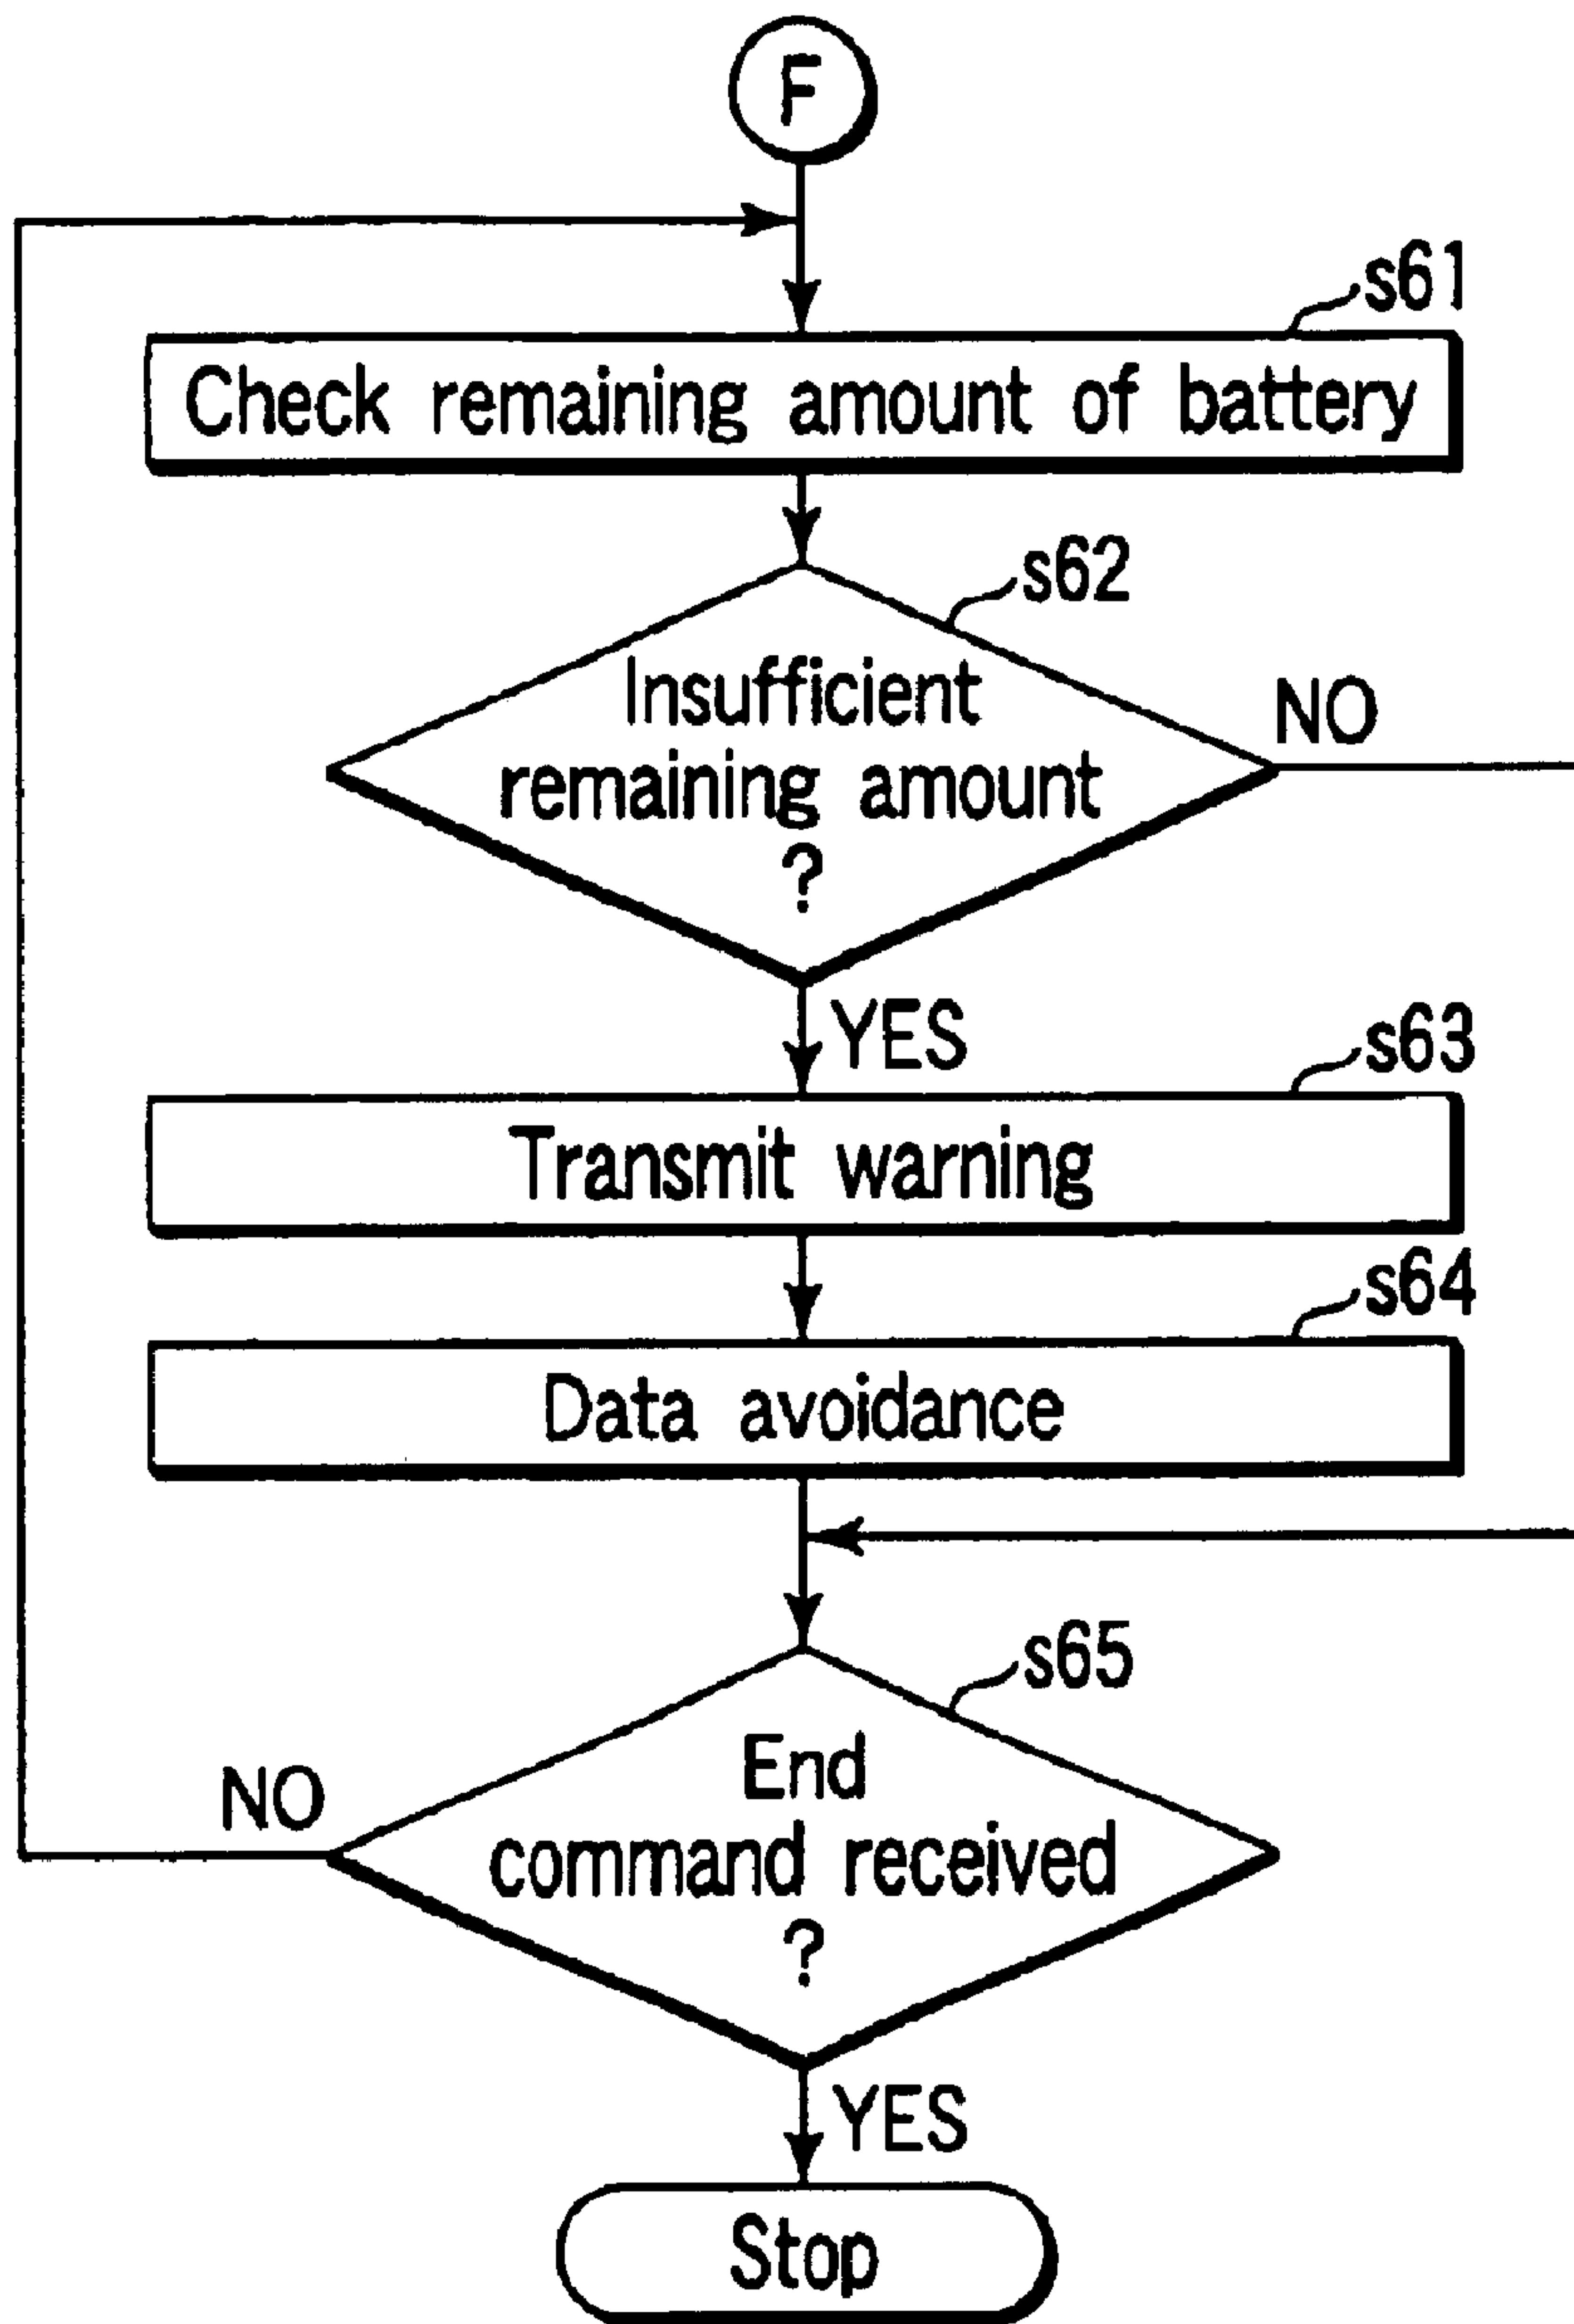 F
s61
Check remaining amount of battery
s62
Insufficient
remaining amount
?
NO
YES
s63
Transmit warning
s64
Data avoidance
s65
End
command received
?
NO
YES
Stop